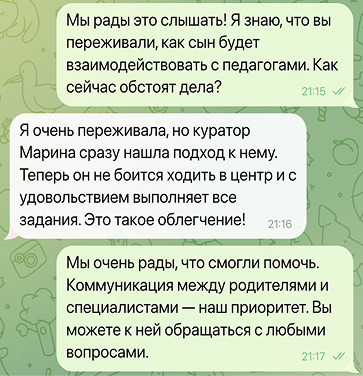 Мы рады это слышать! Я знаю, что вы
переживали, как сын будет
взаимодействовать с педагогами. Как
сейчас обстоят дела?
21:15
Я очень переживала, но куратор
Марина сразу нашла подход к нему.
Теперь он не боится ходить в центр и с
удовольствием выполняет все
задания. Это такое облегчение!
21:16
Мы очень рады, что смогли помочь.
Коммуникация между родителями и
специалистами — наш приоритет. Вы
можете к ней обращаться с любыми
вопросами.
21:17